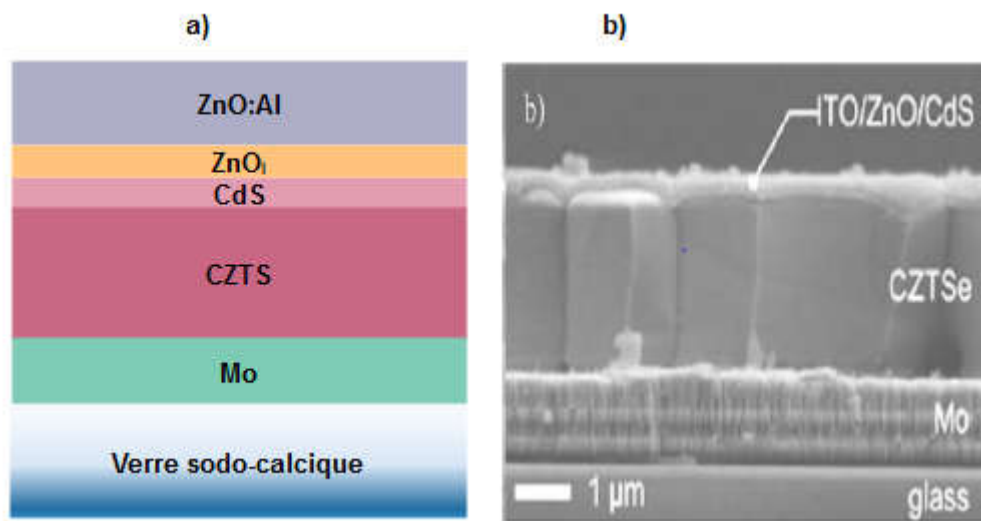 a)
ZnO:Al
ZnOᵢ
CdS
CZTS
Mo
Verre sodo-calcique
b)
b)
ITO/ZnO/CdS
CZTSe
Mo
1 µm
glass